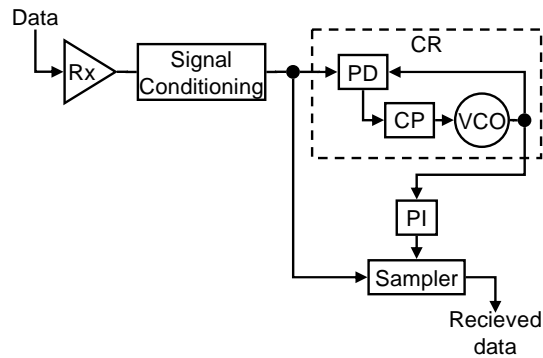 Data
Rx
Signal
Conditioning
CR
PD
CP
VCO
PI
Sampler
Recieved
data